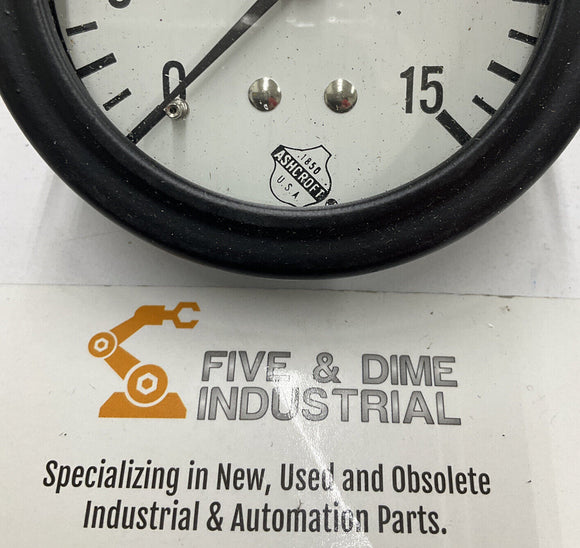 0
15
1850
ASHCROFT
U.S.A.
FIVE & DIME
INDUSTRIAL
Specializing in New, Used and Obsolete
Industrial & Automation Parts.